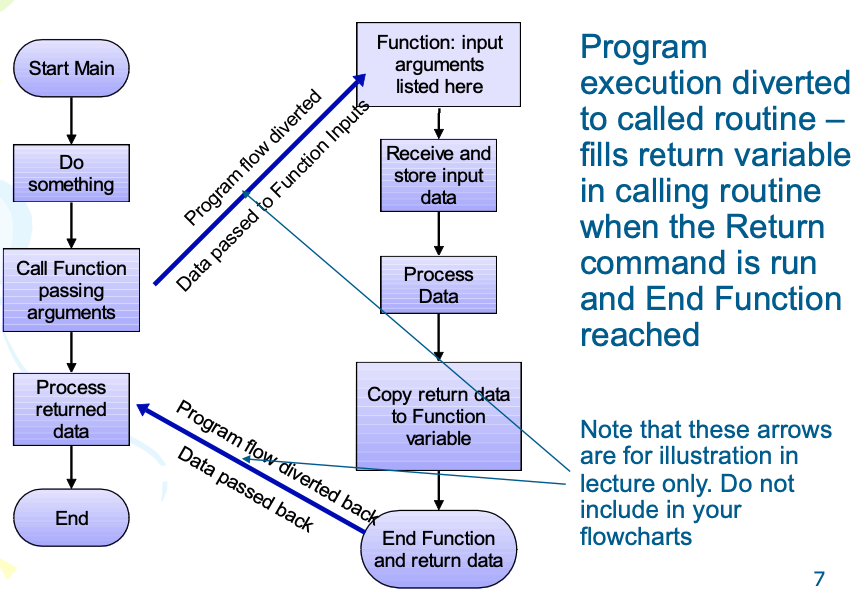 Start Main
Do
something
Call Function
passing
arguments
Process
returned
data
End
Program flow diverted
Data passed to Function Inputs
Function: input
arguments
listed here
Receive and
store input
data
Process
Data
Copy return data
to Function
variable
End Function
and return data
Program flow diverted back
Data passed back
Program
execution diverted
to called routine –
fills return variable
in calling routine
when the Return
command is run
and End Function
reached
Note that these arrows
are for illustration in
lecture only. Do not
include in your
flowcharts
7